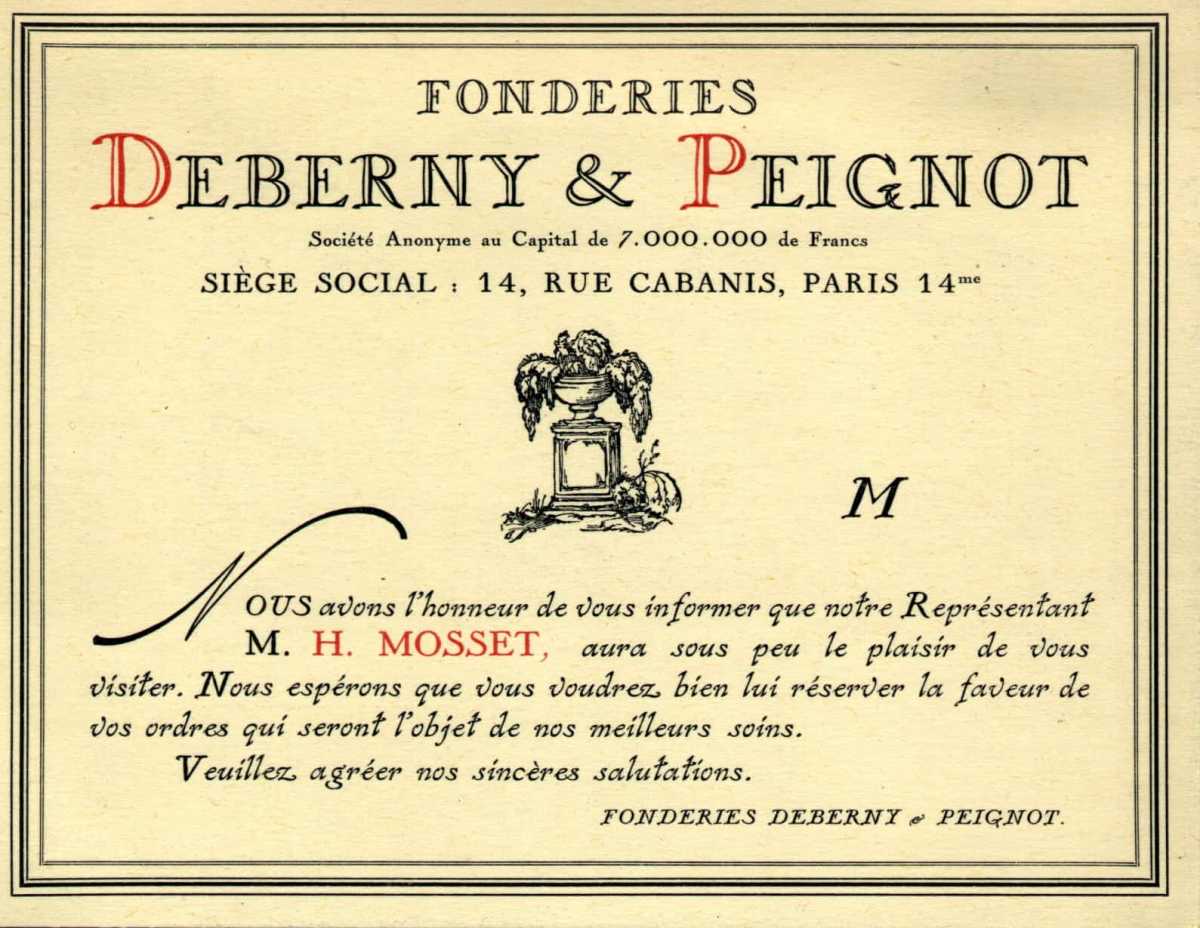 FONDERIES
DEBERNY & PEIGNOT
Société Anonyme au Capital de 7.000.000 de Francs
SIÈGE SOCIAL : 14, RUE CABANIS, PARIS 14me
M
NOUS avons l'honneur de vous informer que notre Représentant
M. H. MOSSET, aura sous peu le plaisir de vous
visiter. Nous espérons que vous voudrez bien lui réserver la faveur de
vos ordres qui seront l'objet de nos meilleurs soins.
Veuillez agréer nos sincères salutations.
FONDERIES DEBERNY & PEIGNOT.